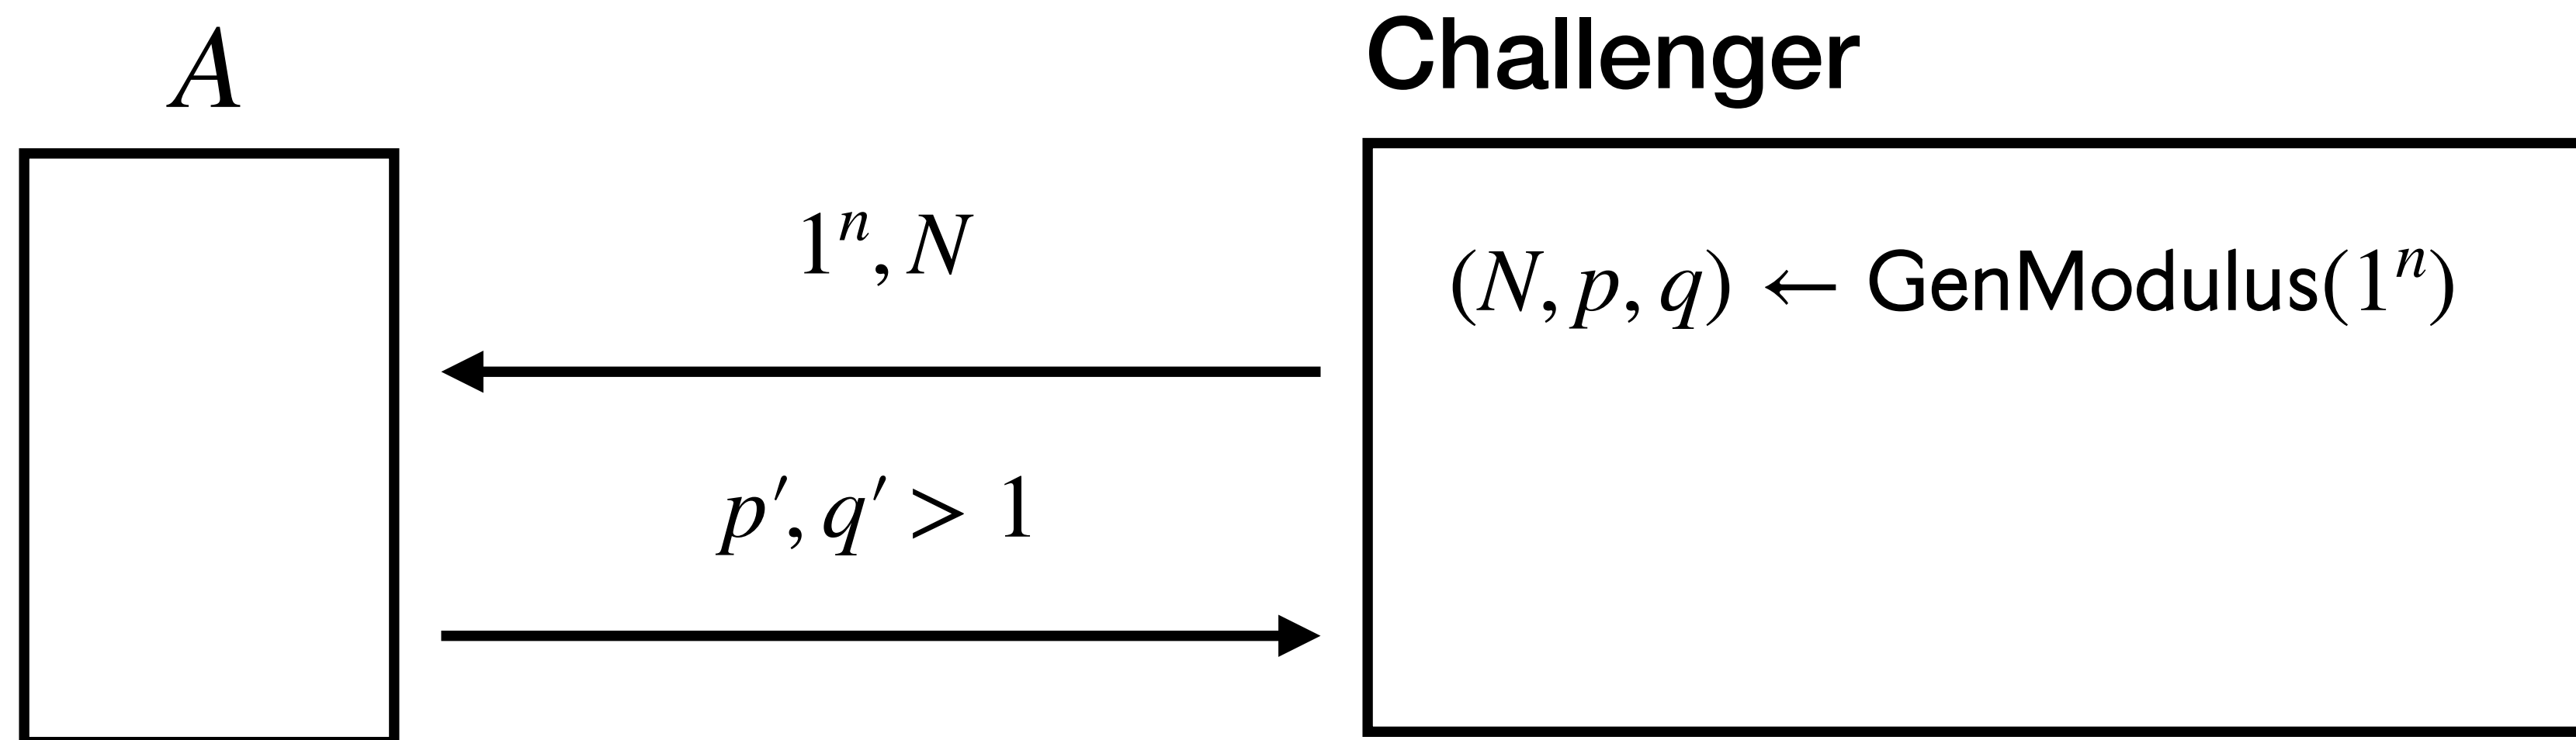 A
Challenger
1ⁿ, N
(N, p, q) ← GenModulus(1ⁿ)
p′, q′ > 1